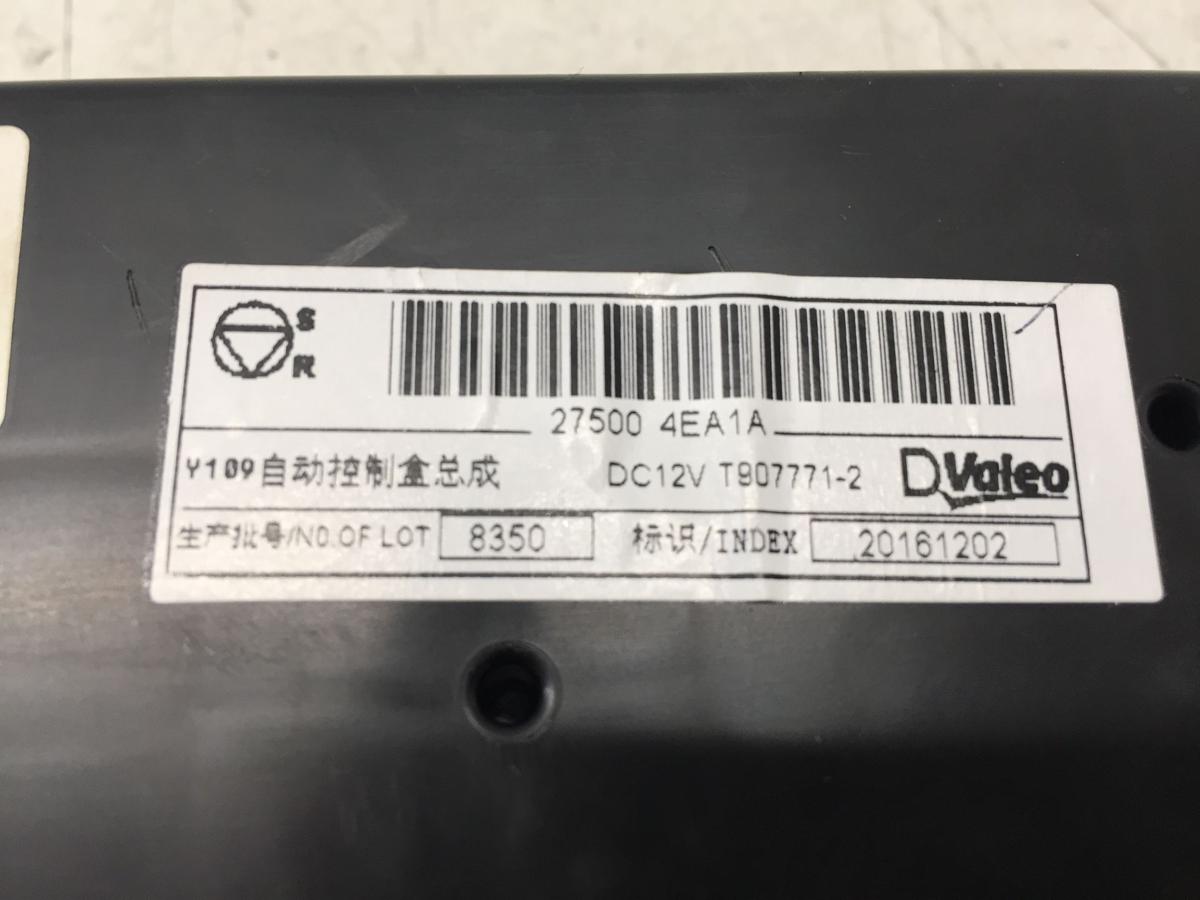 S
R
27500 4EA1A
Y109自动控制盒总成 DC12V T907771-2 Valeo
生产批号/NO.OF LOT 8350 标识/INDEX 20161202